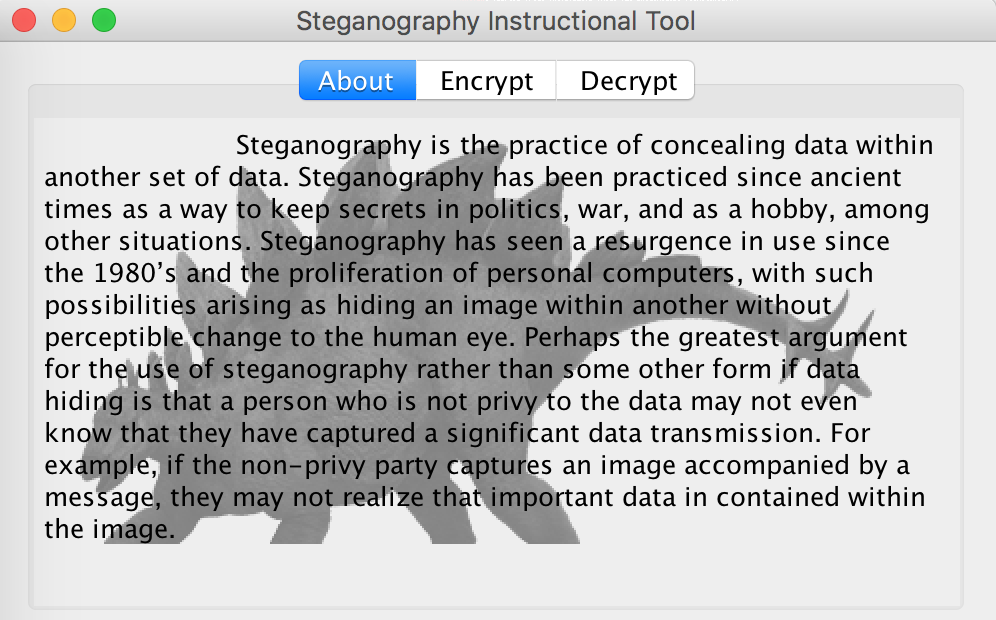 Steganography Instructional Tool
About Encrypt Decrypt
Steganography is the practice of concealing data within
another set of data. Steganography has been practiced since ancient
times as a way to keep secrets in politics, war, and as a hobby, among
other situations. Steganography has seen a resurgence in use since
the 1980’s and the proliferation of personal computers, with such
possibilities arising as hiding an image within another without
perceptible change to the human eye. Perhaps the greatest argument
for the use of steganography rather than some other form if data
hiding is that a person who is not privy to the data may not even
know that they have captured a significant data transmission. For
example, if the non-privy party captures an image accompanied by a
message, they may not realize that important data in contained within
the image.